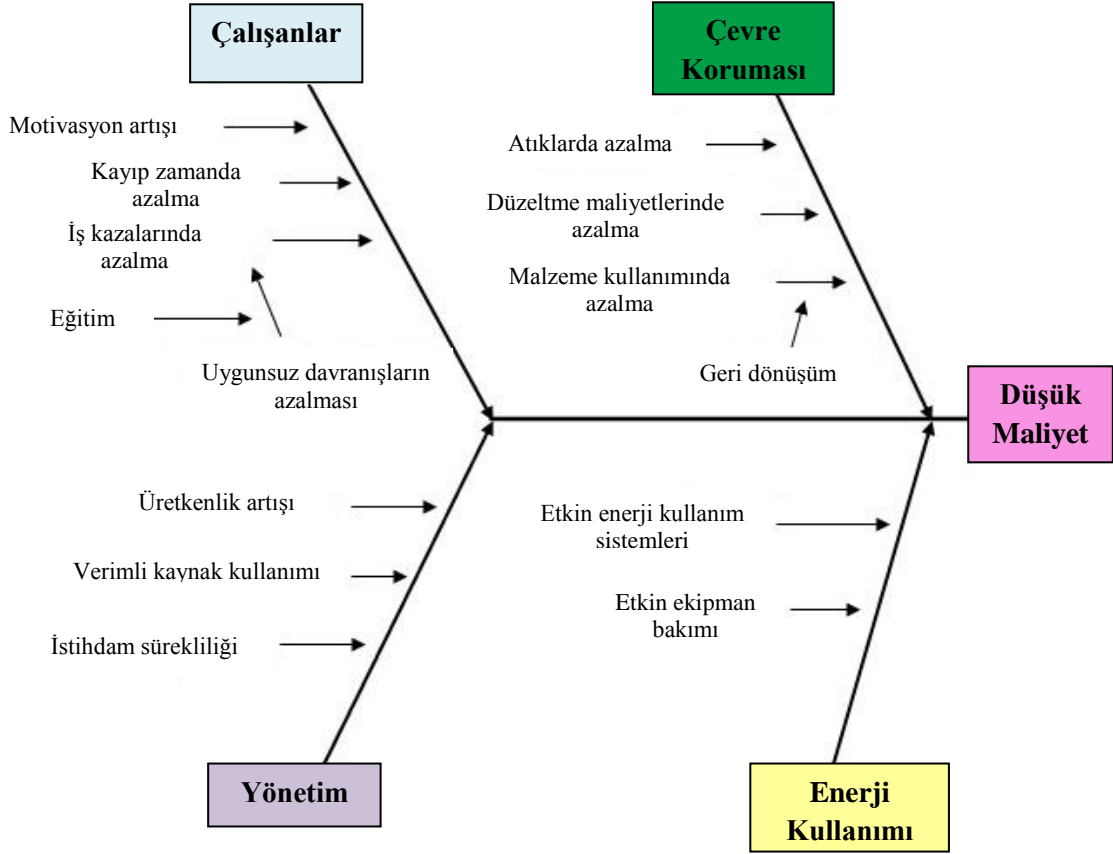 Çalışanlar
Motivasyon artışı
Kayıp zamanda
azalma
İş kazalarında
azalma
Eğitim
Uygunsuz davranışların
azalması
Çevre
Koruması
Atıklarda azalma
Düzeltme maliyetlerinde
azalma
Malzeme kullanımında
azalma
Geri dönüşüm
Düşük
Maliyet
Üretkenlik artışı
Verimli kaynak kullanımı
İstihdam sürekliliği
Yönetim
Etkin enerji kullanım
sistemleri
Etkin ekipman
bakımı
Enerji
Kullanımı